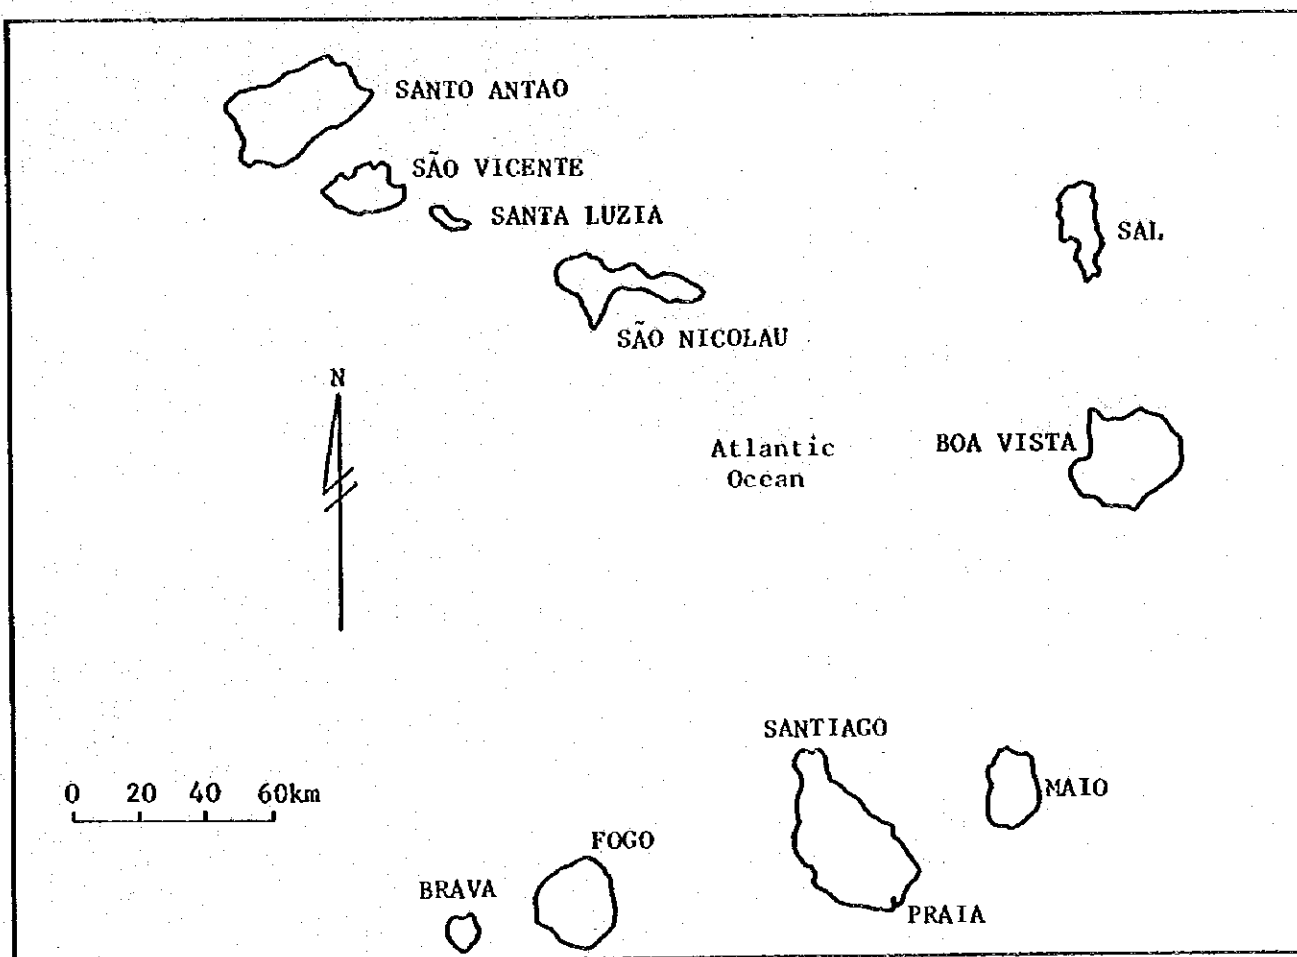 SANTO ANTAO
SÃO VICENTE
SANTA LUZIA
SAL
SÃO NICOLAU
N
Atlantic
Ocean
BOA VISTA
SANTIAGO
0 20 40 60km
MAIO
FOGO
BRAVA
PRAIA